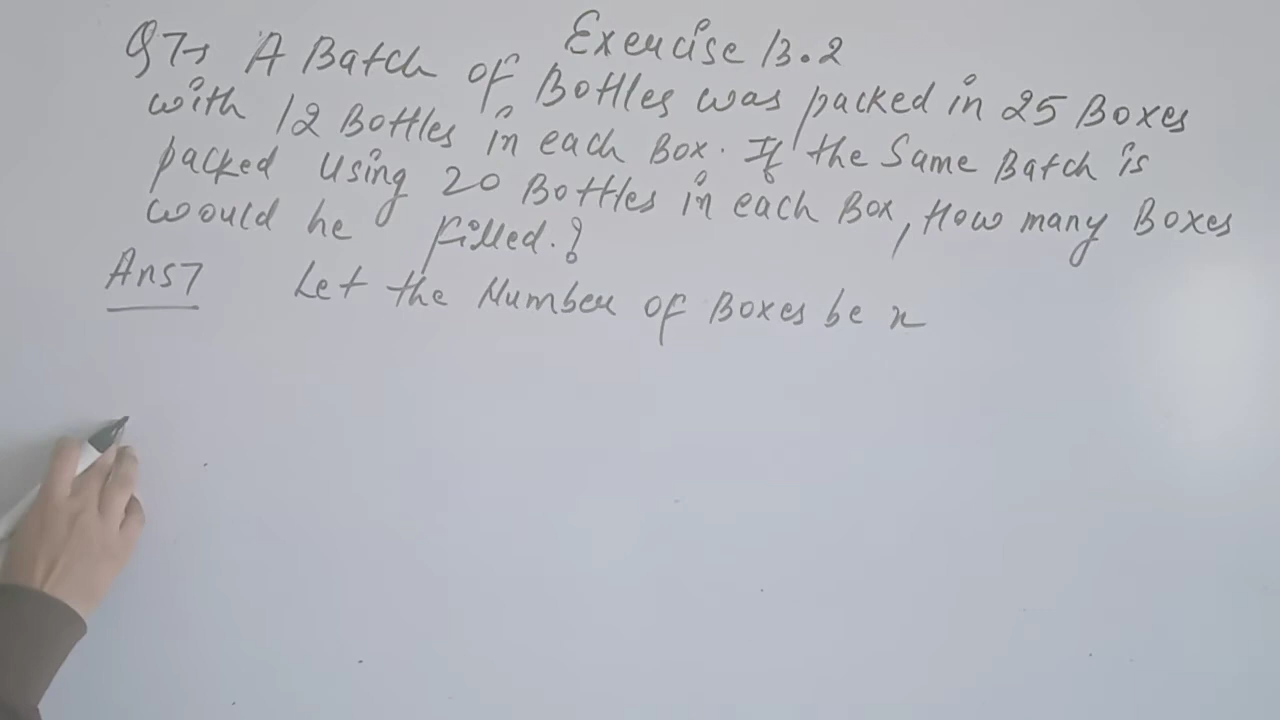 Exercise 13.2
Q7→ A Batch of Bottles was packed in 25 Boxes
with 12 Bottles in each Box. If the Same Batch is
packed Using 20 Bottles in each Box, How many Boxes
would be filled.?
Ans7 Let the Number of Boxes be x